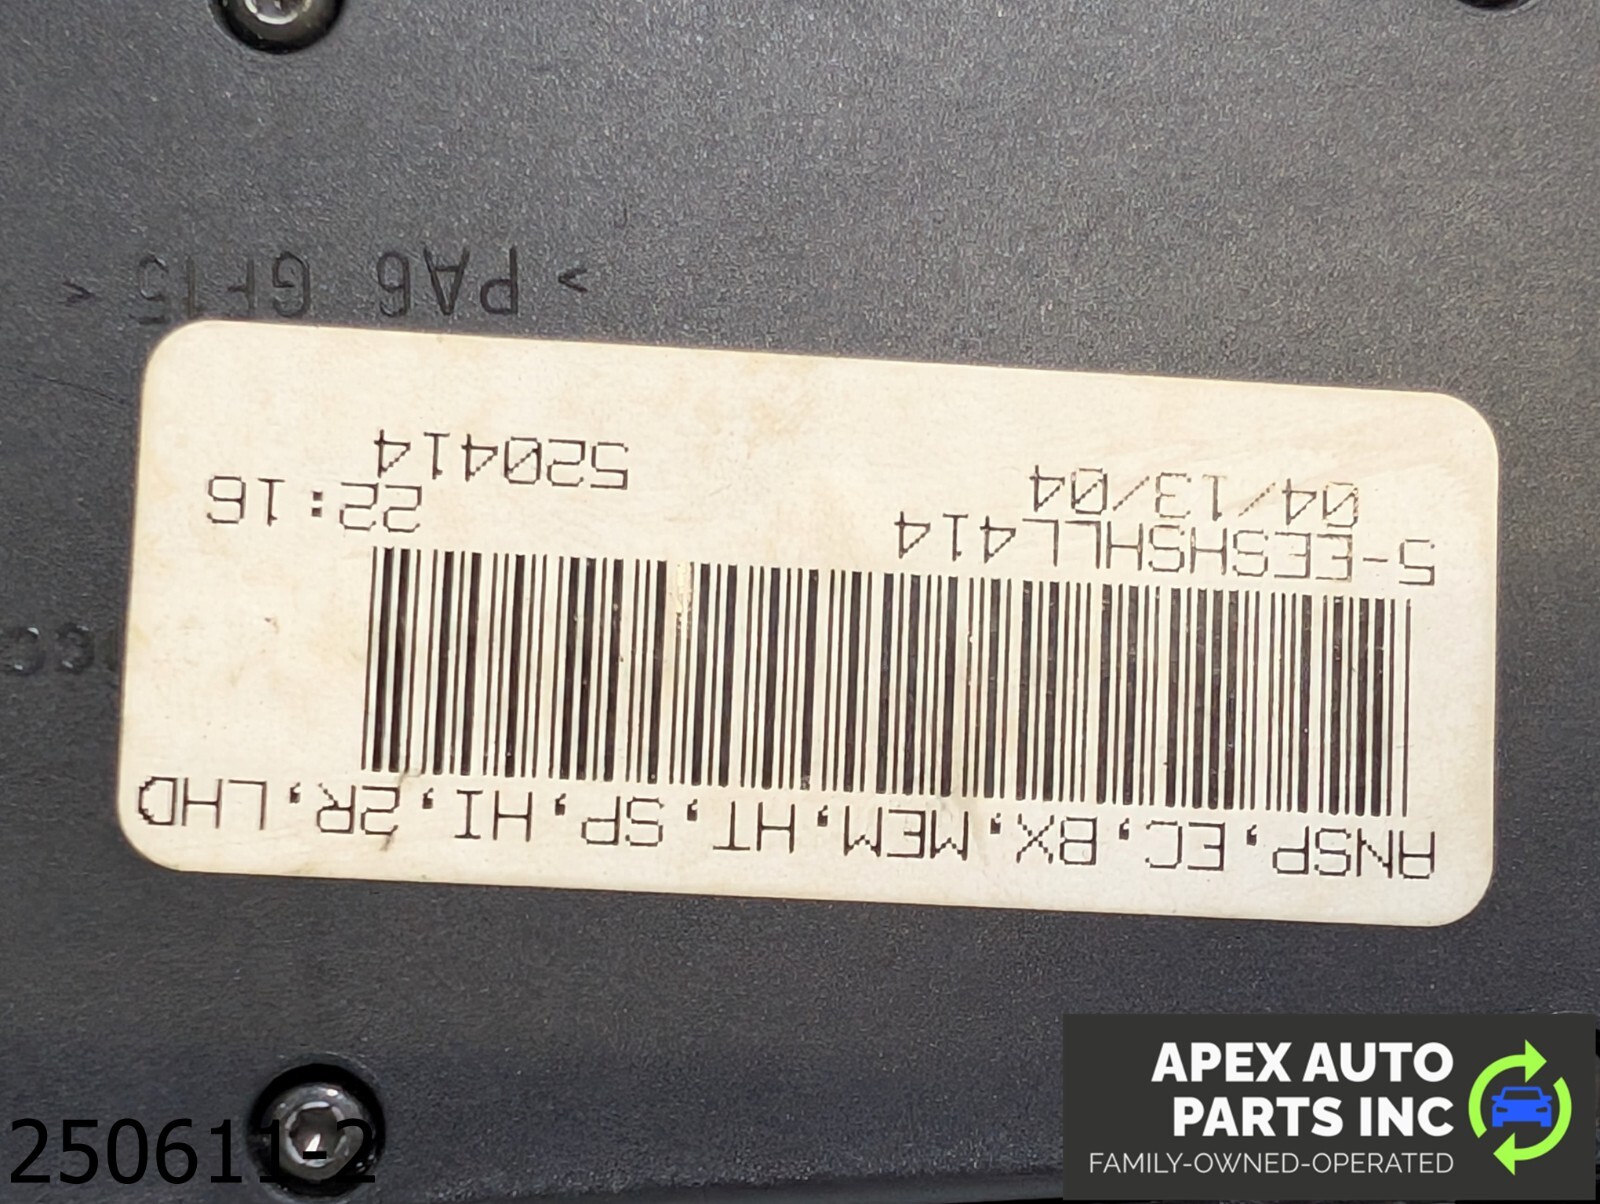 > PA6 GF15 <
ANSP,EC,BX,MEM,HT,SP,HI,2R,LHD
5-EESHSHLL414
04/13/04 22:16
520414
250611-2
APEX AUTO
PARTS INC
FAMILY-OWNED-OPERATED